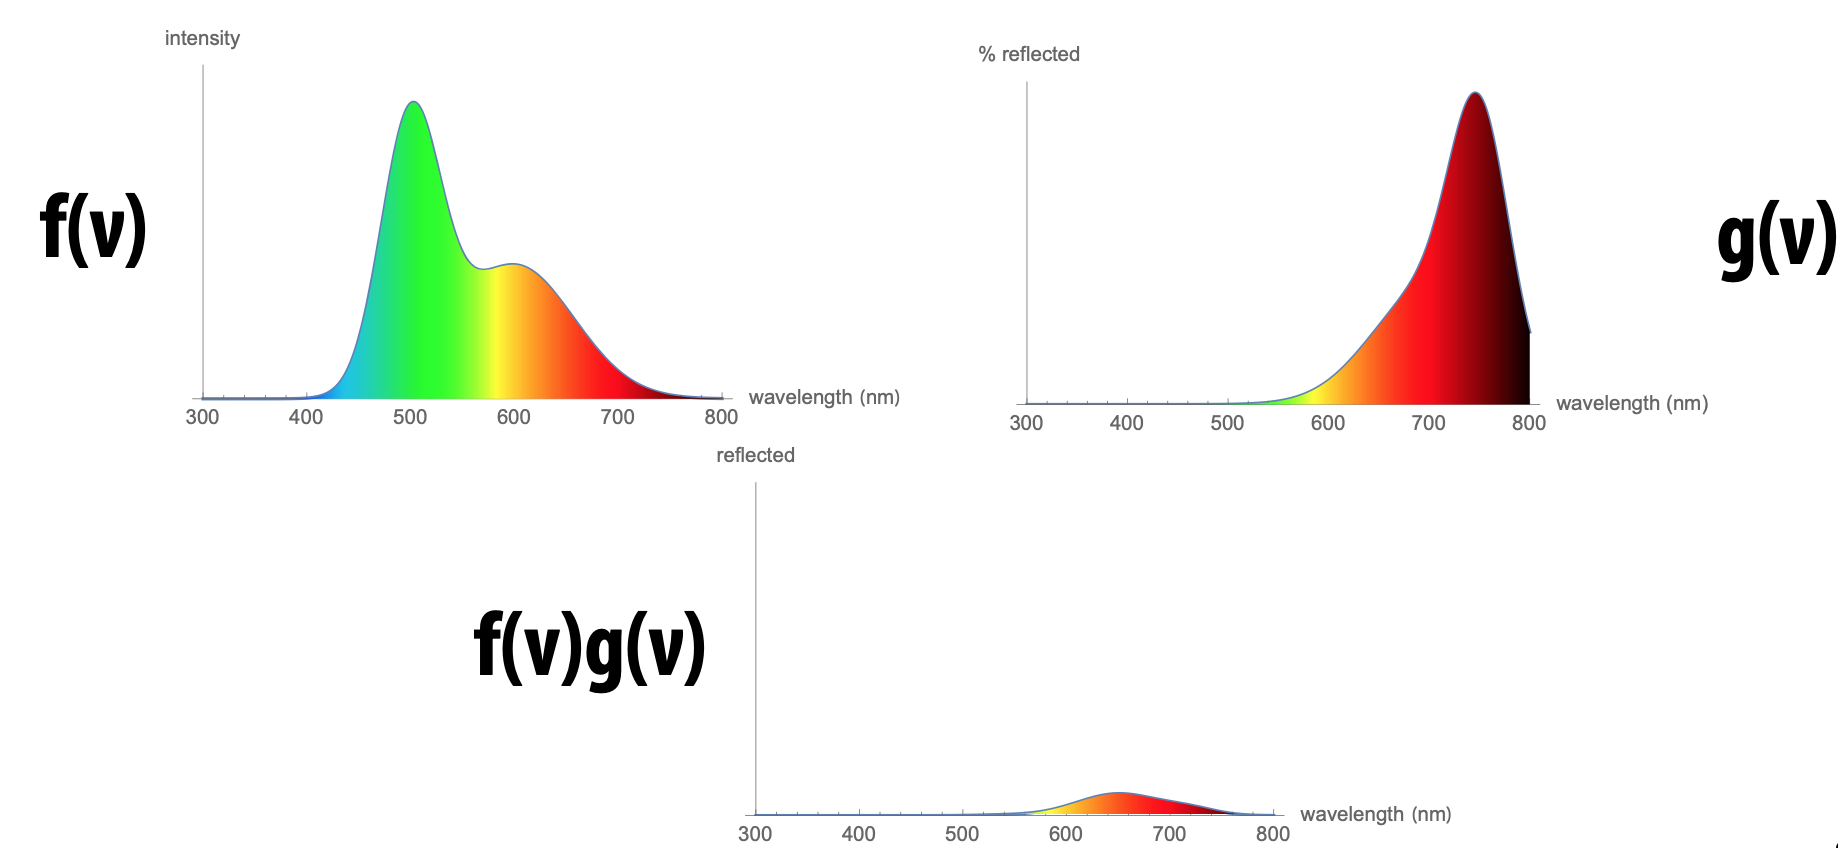 intensity
f(ν)
300 400 500 600 700 800
wavelength (nm)
% reflected
g(ν)
300 400 500 600 700 800
wavelength (nm)
reflected
f(ν)g(ν)
300 400 500 600 700 800
wavelength (nm)